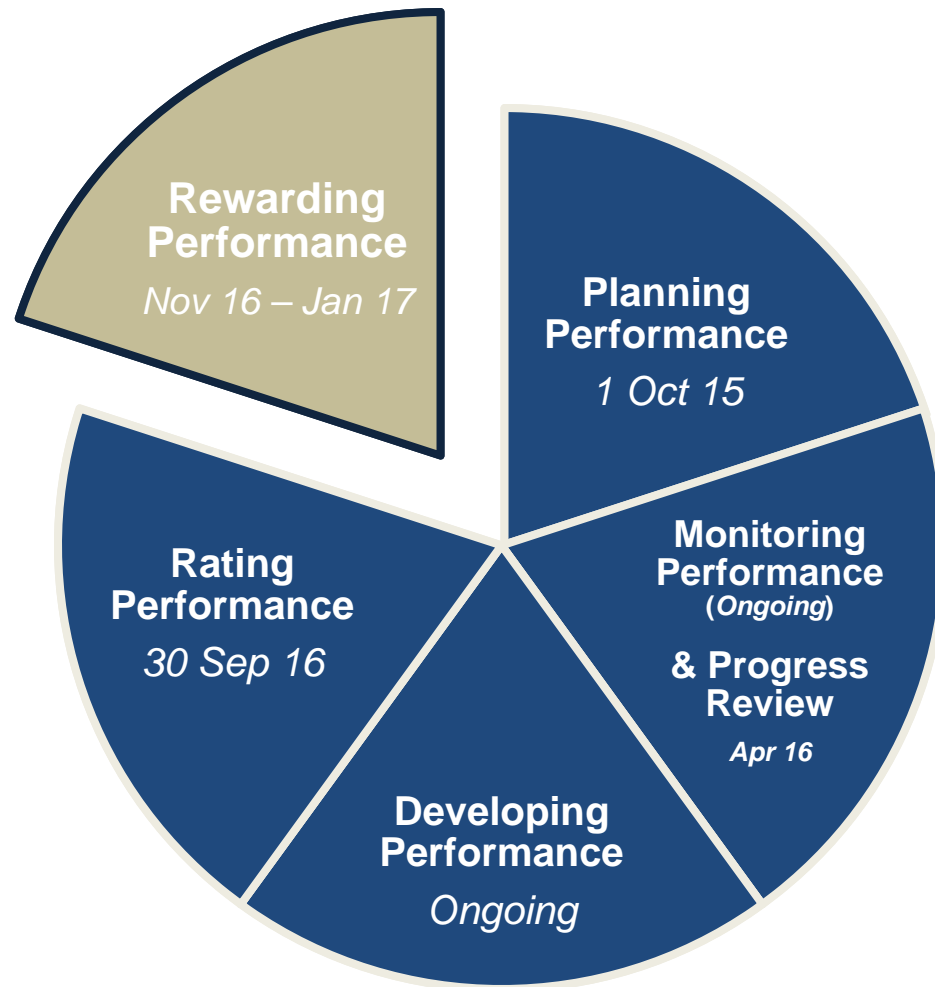 Rewarding
Performance
Nov 16 – Jan 17
Planning
Performance
1 Oct 15
Monitoring
Performance
(Ongoing)
& Progress
Review
Apr 16
Developing
Performance
Ongoing
Rating
Performance
30 Sep 16